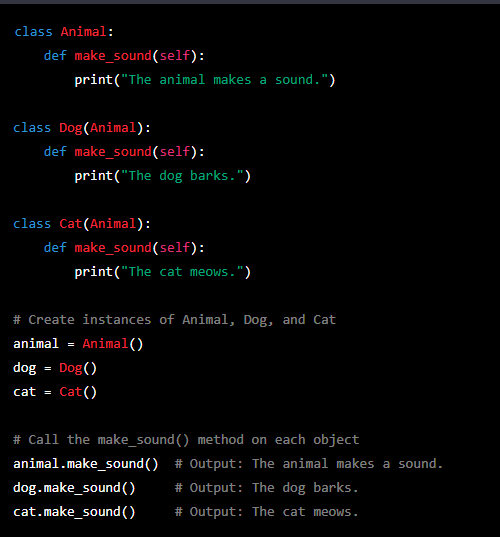 class Animal:
    def make_sound(self):
        print("The animal makes a sound.")
class Dog(Animal):
    def make_sound(self):
        print("The dog barks.")
class Cat(Animal):
    def make_sound(self):
        print("The cat meows.")
# Create instances of Animal, Dog, and Cat
animal = Animal()
dog = Dog()
cat = Cat()
# Call the make_sound() method on each object
animal.make_sound()  # Output: The animal makes a sound.
dog.make_sound()     # Output: The dog barks.
cat.make_sound()     # Output: The cat meows.